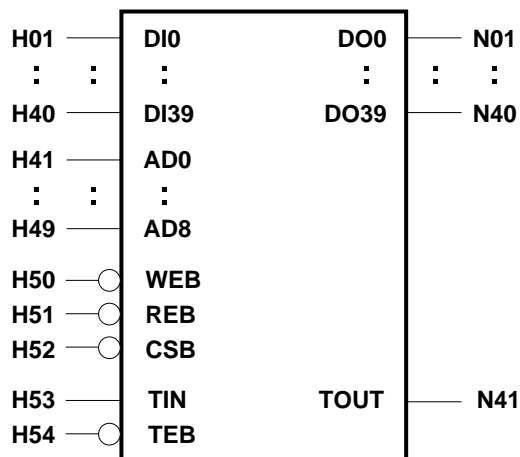 H01 DI0 DO0 N01
: : : : : :
H40 DI39 DO39 N40
H41 AD0
: : :
H49 AD8
H50 WEB
H51 REB
H52 CSB
H53 TIN TOUT N41
H54 TEB